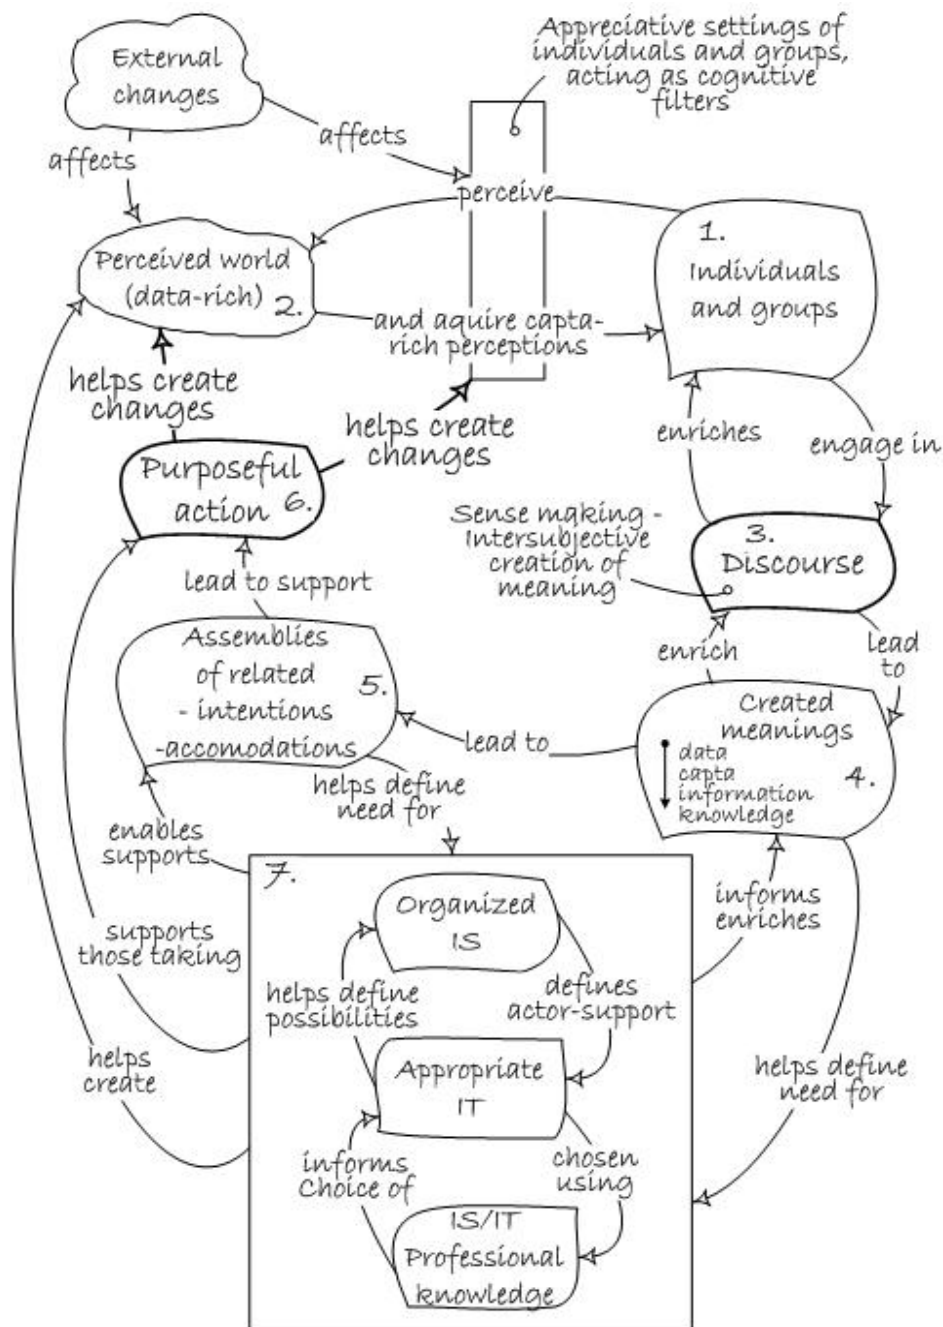 External
changes
Appreciative settings of
individuals and groups,
acting as cognitive
filters
affects
affects
perceive
1.
Individuals
and groups
Perceived world
(data-rich) 2.
and aquire capta-
rich perceptions
helps create
changes
helps create
changes
enriches
engage in
Purposeful
action 6.
Sense making -
Intersubjective
creation of
meaning
3.
Discourse
lead to support
enrich
lead
to
Assemblies
of related
- intentions
-accomodations
5.
lead to
Created
meanings
data
capta
information
knowledge
4.
helps define
need for
enables
supports
7.
Organized
IS
informs
enriches
supports
those taking
helps define
possibilities
defines
actor-support
helps
create
Appropriate
IT
helps define
need for
informs
Choice of
chosen
using
IS/IT
Professional
knowledge